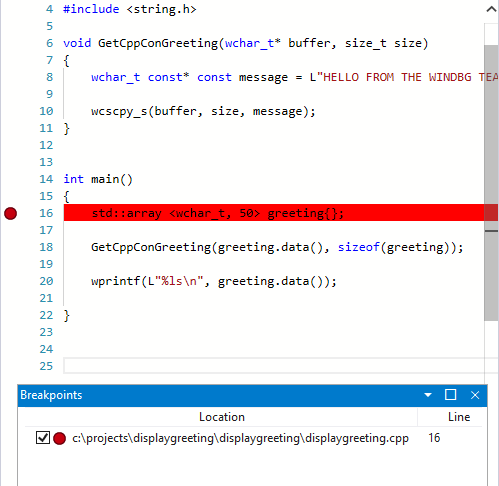 4 #include <string.h>
5
6 void GetCppConGreeting(wchar_t* buffer, size_t size)
7 {
8     wchar_t const* const message = L"HELLO FROM THE WINDBG TEA
9
10     wcscpy_s(buffer, size, message);
11 }
12
13
14 int main()
15 {
16     std::array <wchar_t, 50> greeting{};
17
18     GetCppConGreeting(greeting.data(), sizeof(greeting));
19
20     wprintf(L"%ls\n", greeting.data());
21
22 }
23
24
25
Breakpoints
Location Line
c:\projects\displaygreeting\displaygreeting\displaygreeting.cpp 16